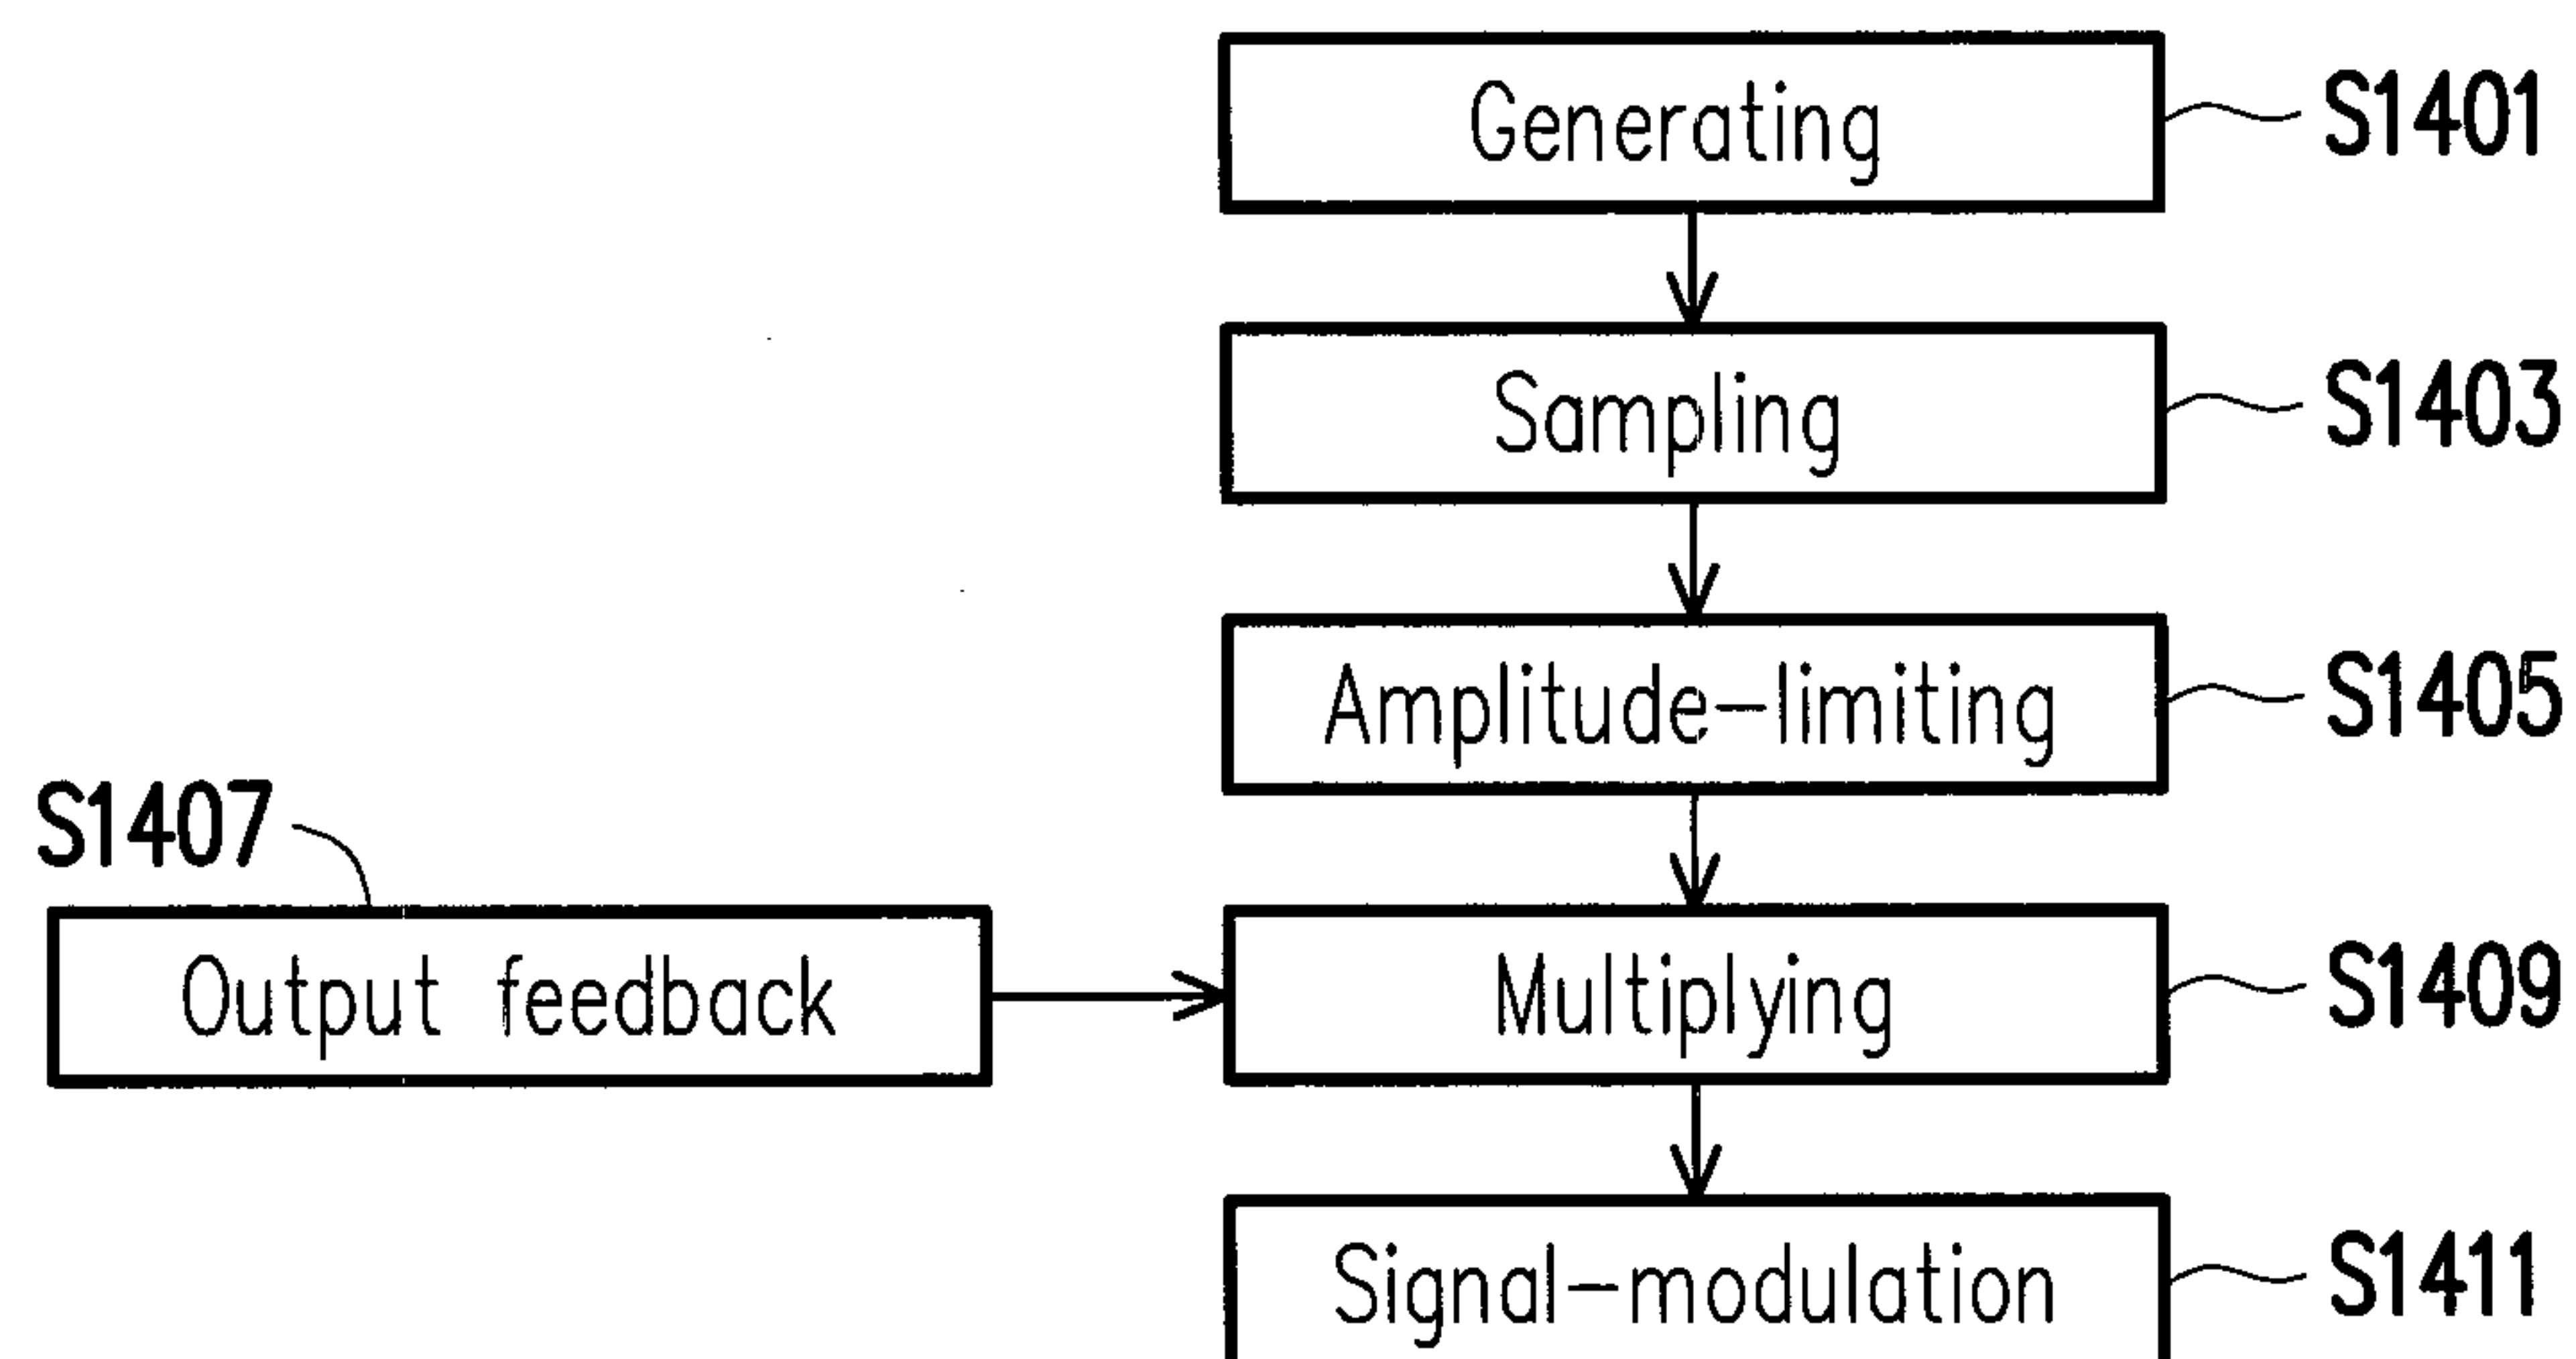 Generating
S1401
Sampling
S1403
Amplitude-limiting
S1405
S1407
Output feedback
Multiplying
S1409
Signal-modulation
S1411